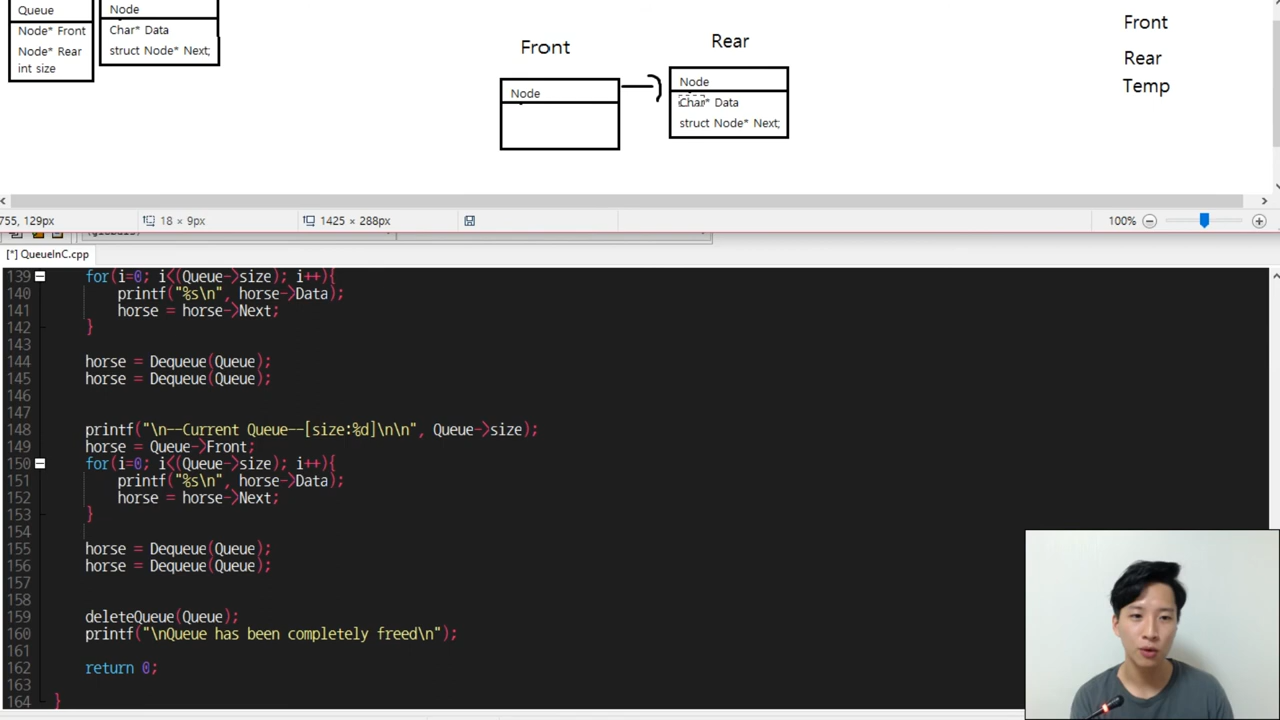 Queue
Node* Front
Node* Rear
int size
Node
Char* Data
struct Node* Next;
Front
Rear
Node
Node
Char* Data
struct Node* Next;
Front
Rear
Temp
755, 129px
18 × 9px
1425 × 288px
100%
[*] QueueInC.cpp
139 for(i=0; i<(Queue->size); i++){
140 printf("%s\n", horse->Data);
141 horse = horse->Next;
142 }
143
144 horse = Dequeue(Queue);
145 horse = Dequeue(Queue);
146
147
148 printf("\n--Current Queue--[size:%d]\n\n", Queue->size);
149 horse = Queue->Front;
150 for(i=0; i<(Queue->size); i++){
151 printf("%s\n", horse->Data);
152 horse = horse->Next;
153 }
154
155 horse = Dequeue(Queue);
156 horse = Dequeue(Queue);
157
158
159 deleteQueue(Queue);
160 printf("\nQueue has been completely freed\n");
161
162 return 0;
163
164 }